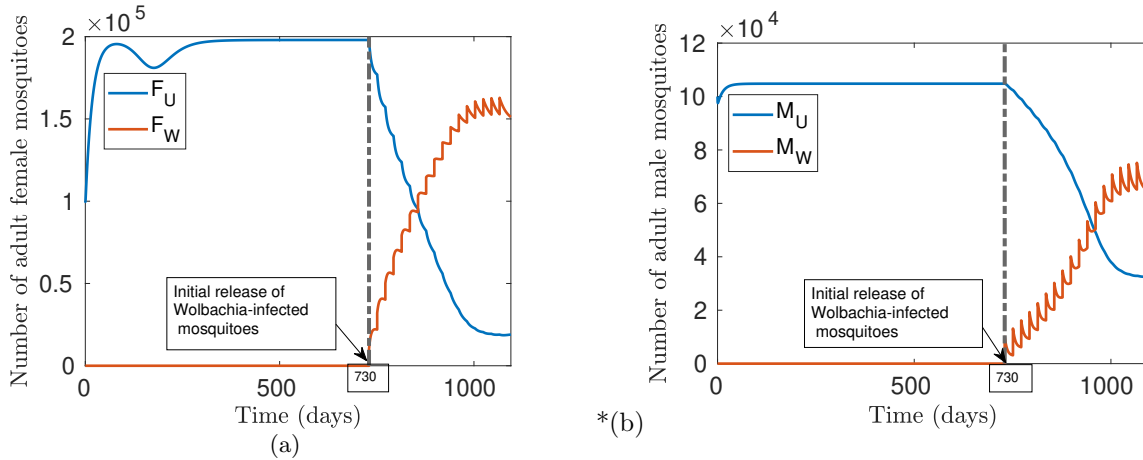 ×10^5
Number of adult female mosquitoes
2
1.5
1
0.5
0
F_U
F_W
Initial release of
Wolbachia-infected
mosquitoes
730
0
500
1000
Time (days)
(a)
×10^4
Number of adult male mosquitoes
12
10
8
6
4
2
0
M_U
M_W
Initial release of
Wolbachia-infected
mosquitoes
730
0
500
1000
Time (days)
*(b)